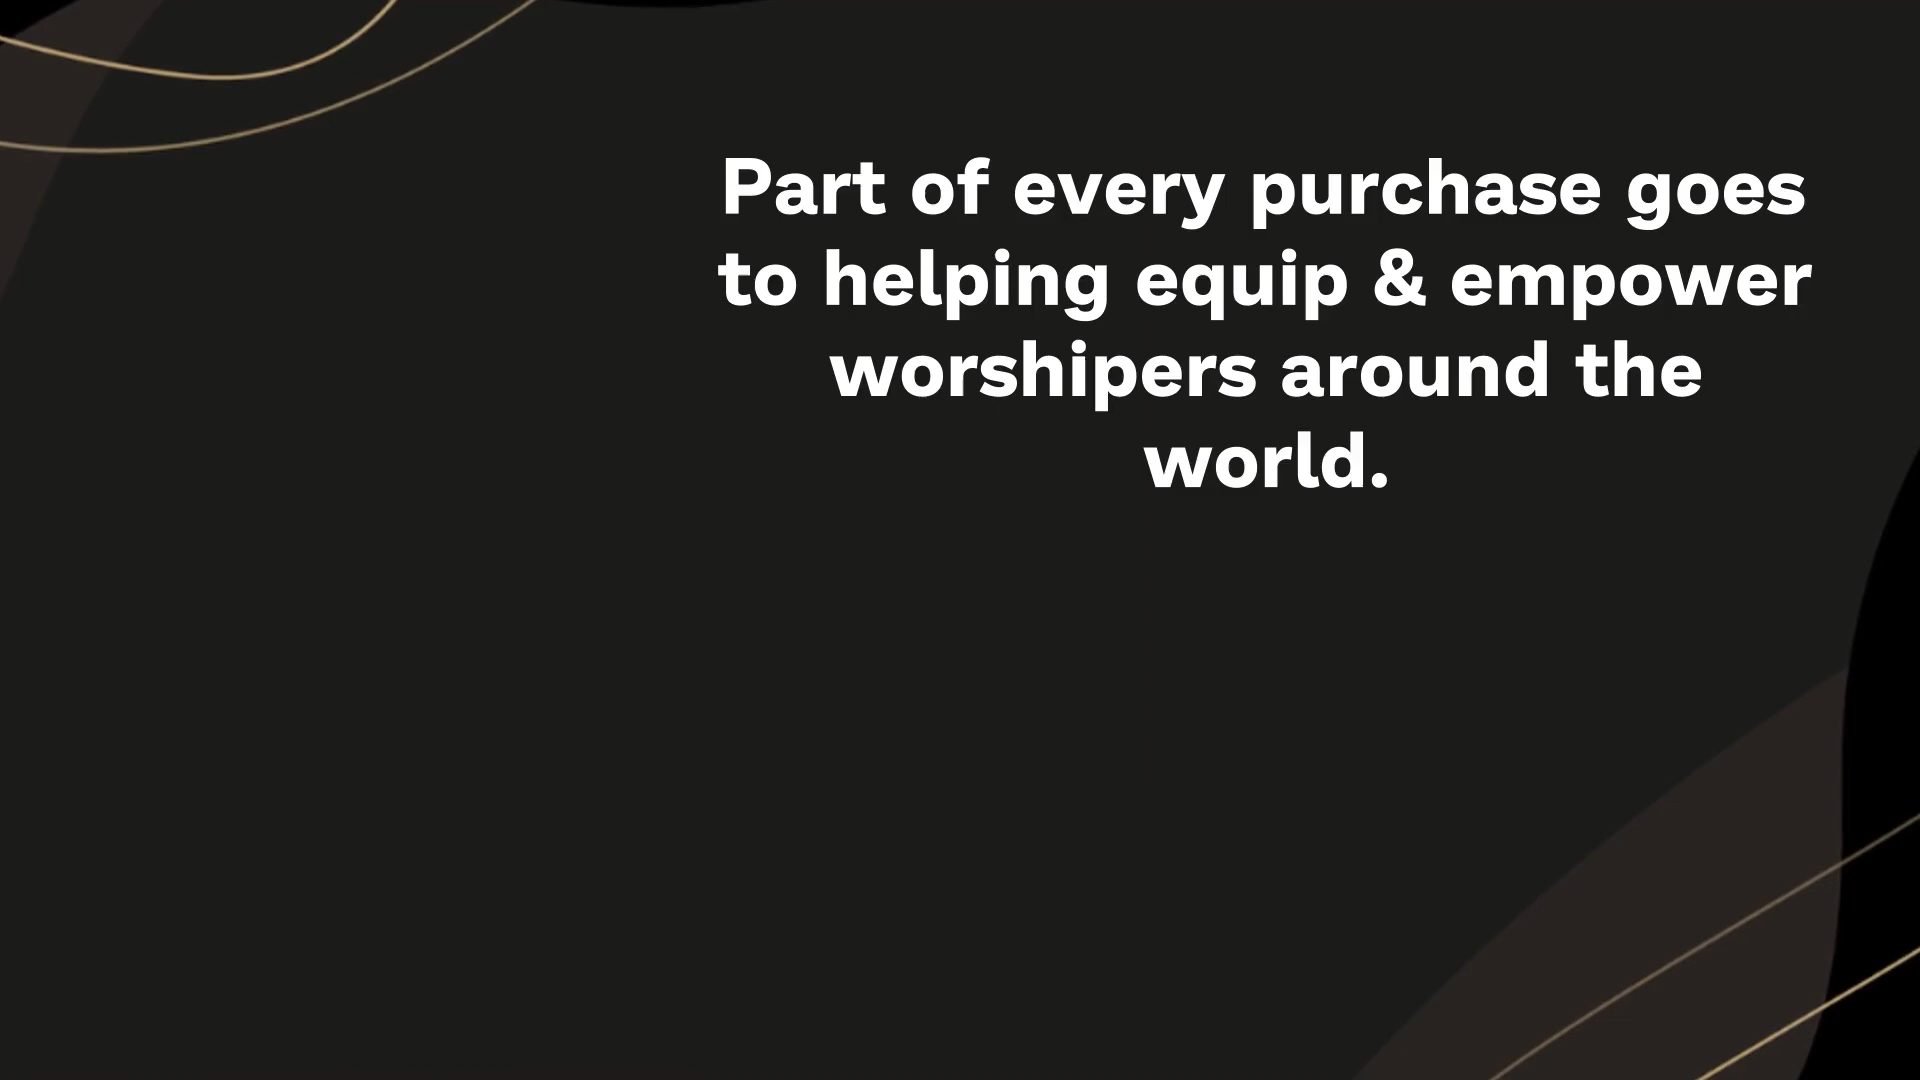 Part of every purchase goes
to helping equip & empower
worshipers around the
world.